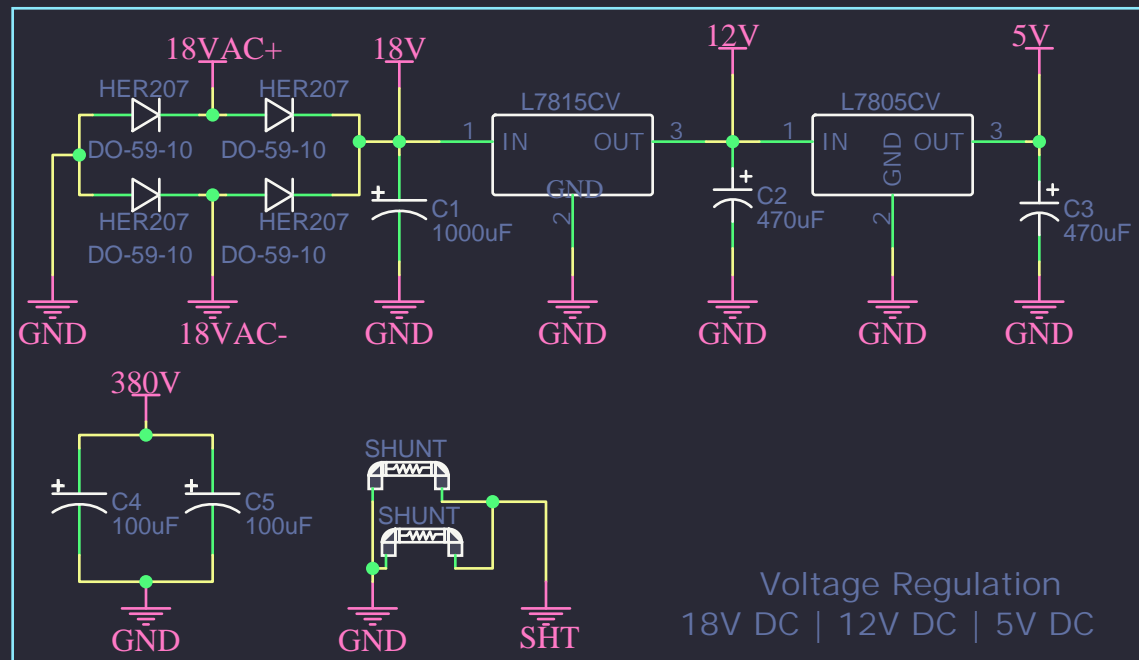 18VAC+
18V
12V
5V
HER207
HER207
L7815CV
L7805CV
1
IN
OUT
3
1
IN
GND
OUT
3
DO-59-10
DO-59-10
GND
2
2
+
C1
1000uF
+
C2
470uF
+
C3
470uF
HER207
HER207
DO-59-10
DO-59-10
GND
18VAC-
GND
GND
GND
GND
GND
380V
SHUNT
+
C4
100uF
+
C5
100uF
SHUNT
GND
GND
SHT
Voltage Regulation
18V DC | 12V DC | 5V DC